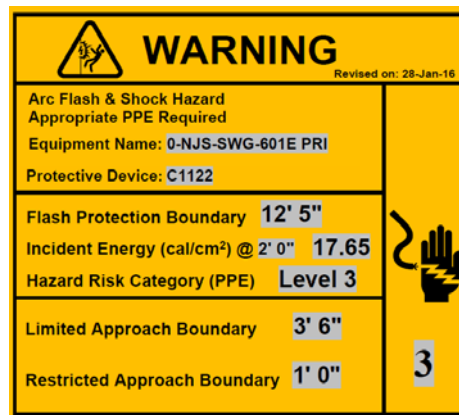 WARNING
Revised on: 28-Jan-16
Arc Flash & Shock Hazard
Appropriate PPE Required
Equipment Name: 0-NJS-SWG-601E PRI
Protective Device: C1122
Flash Protection Boundary 12' 5"
Incident Energy (cal/cm²) @ 2' 0" 17.65
Hazard Risk Category (PPE) Level 3
Limited Approach Boundary 3' 6"
Restricted Approach Boundary 1' 0"
3